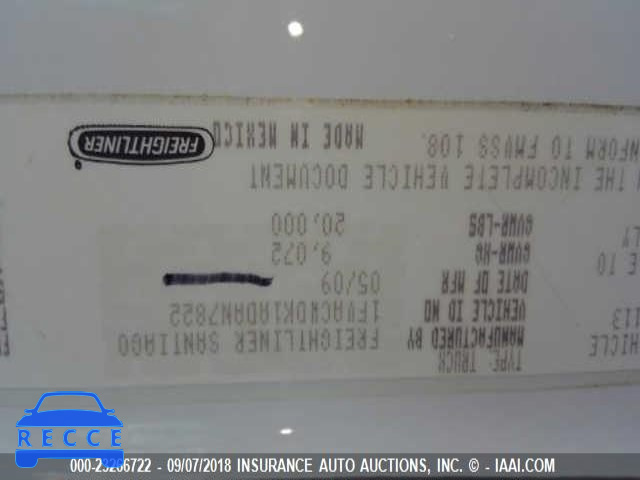 TYPE: TRUCK
MANUFACTURED BY FREIGHTLINER SANTIAGO
VEHICLE ID NO 1FVACWDK1ADAN7822
DATE OF MFR 05/09
GVWR-KG 9,072
GVWR-LBS 20,000
THE INCOMPLETE VEHICLE DOCUMENT
TO FMVSS 108.
MADE IN MEXICO
FREIGHTLINER
RECCE
000-23266722 - 09/07/2018 INSURANCE AUTO AUCTIONS, INC. © - IAAI.COM